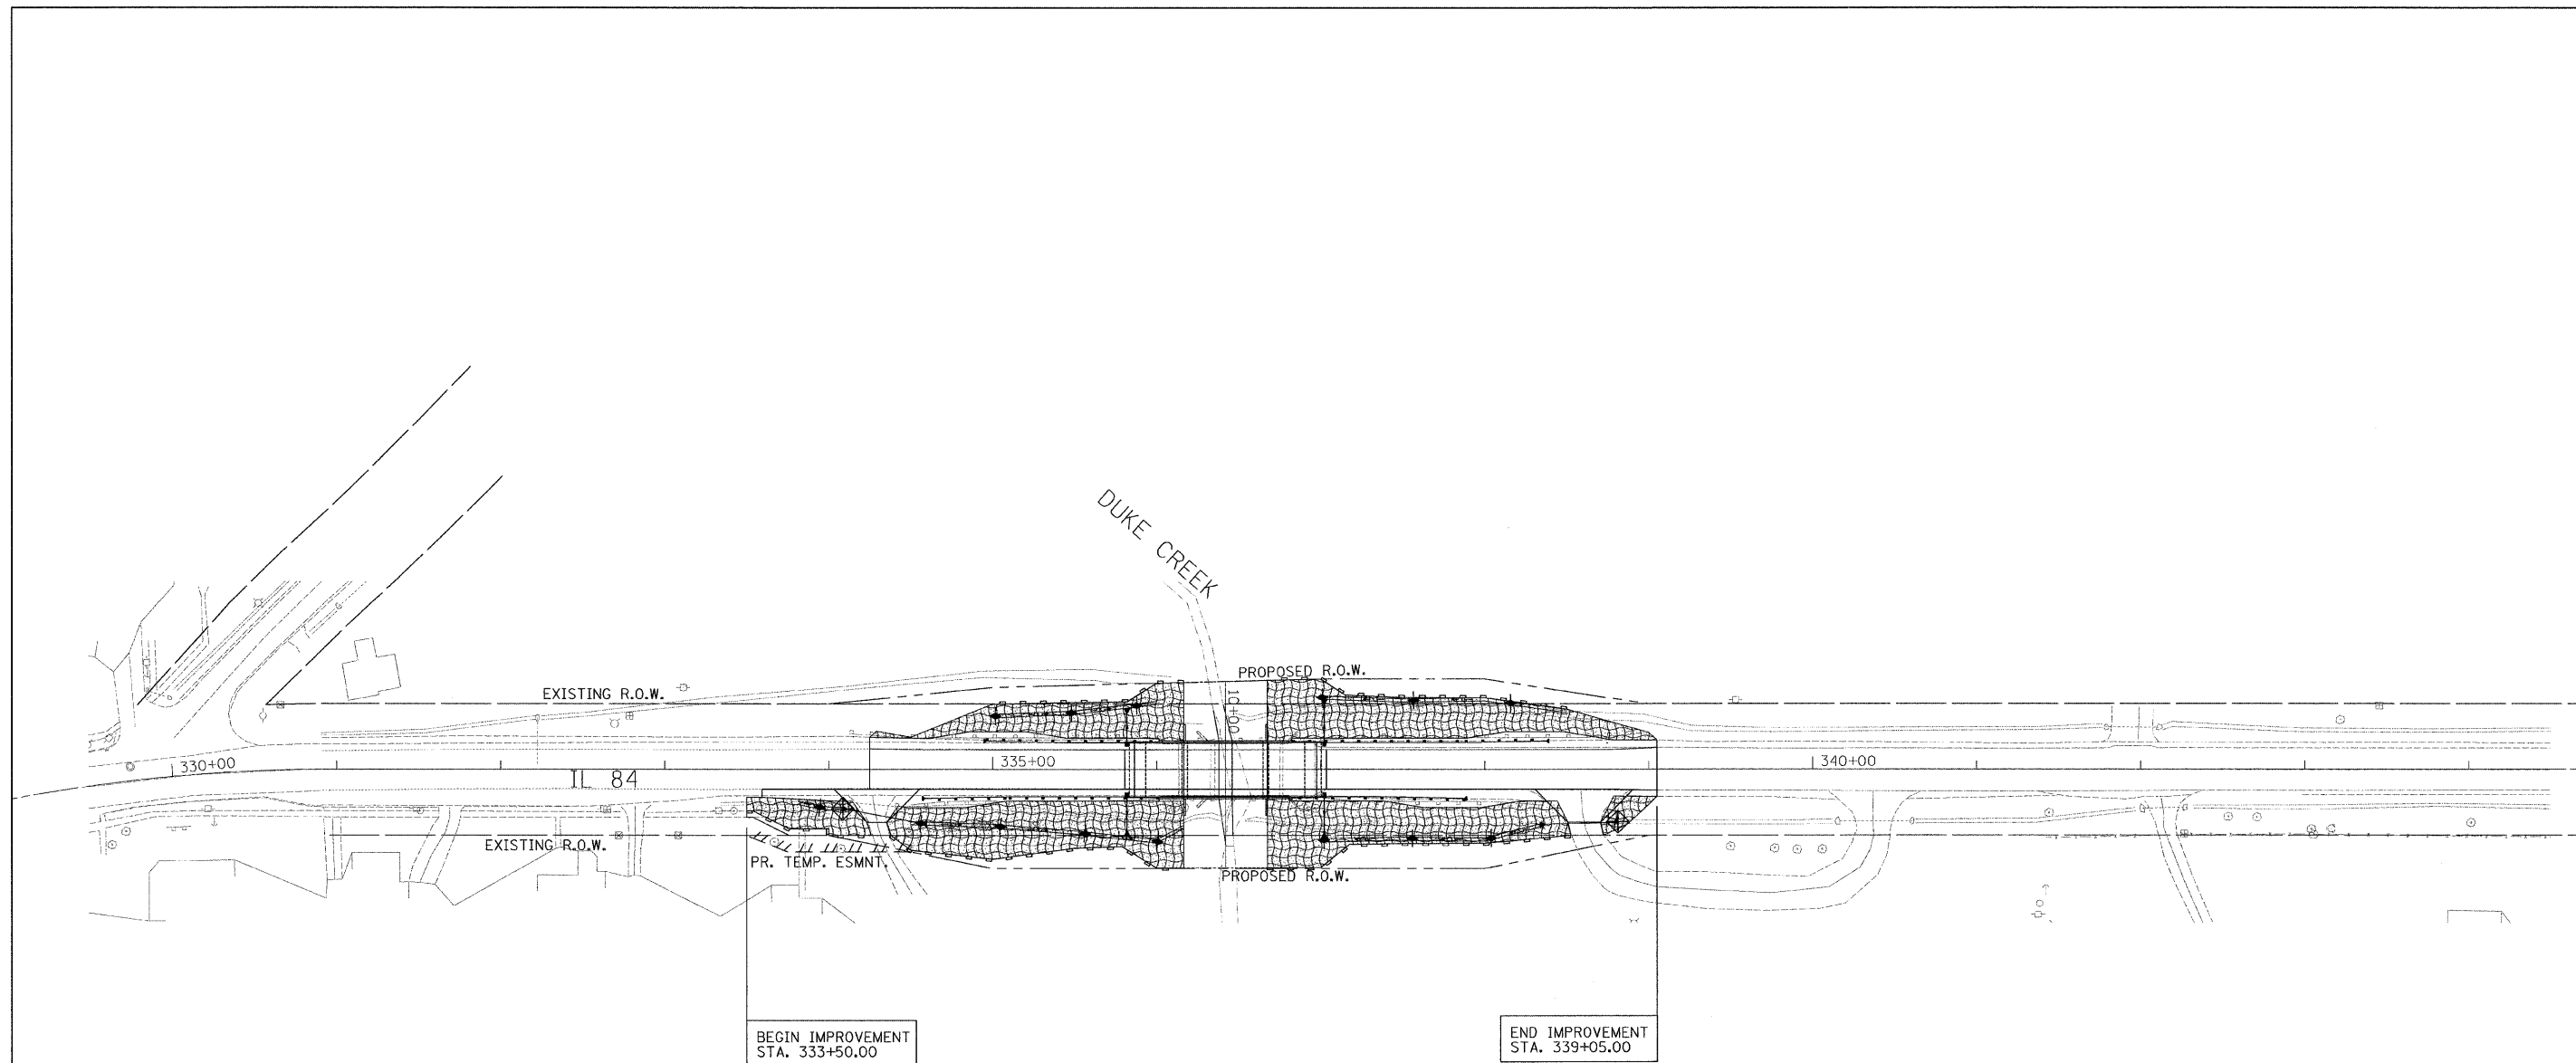 DUKE CREEK
PROPOSED R.O.W.
EXISTING R.O.W.
10+00
330+00
335+00
340+00
IL 84
EXISTING R.O.W.
PR. TEMP. ESMNT.
PROPOSED R.O.W.
BEGIN IMPROVEMENT
STA. 333+50.00
END IMPROVEMENT
STA. 339+05.00